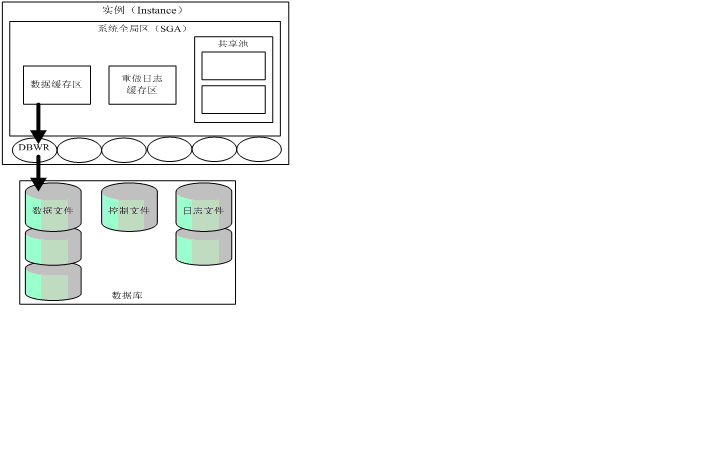 实例（Instance）
系统全局区（SGA）
共享池
数据缓存区
重做日志
缓存区
DBWR
数据文件
控制文件
日志文件
数据库